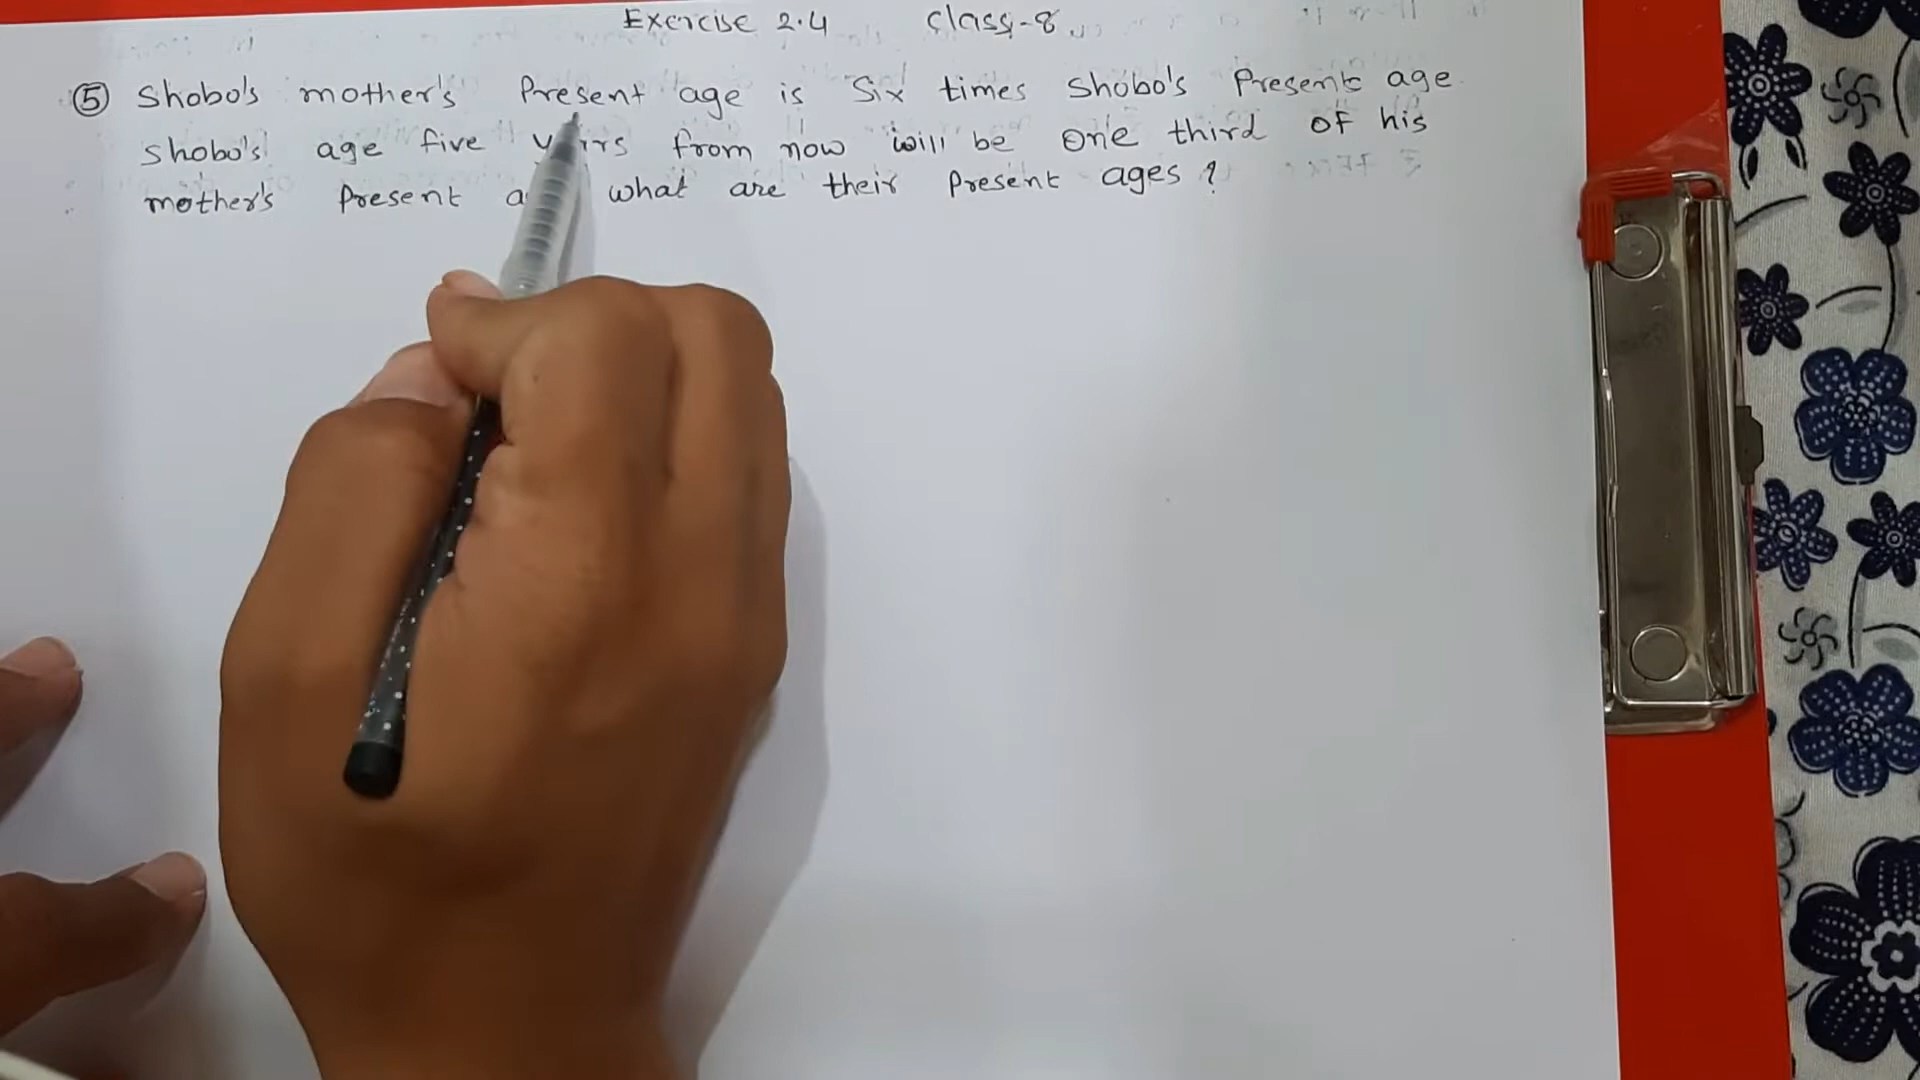 Exercise 2.4 class-8
⑤ Shobo's mother's Present age is Six times Shobo's Present age
Shobo's age five from now will be one third OF his
mother's Present what are their Present ages ?